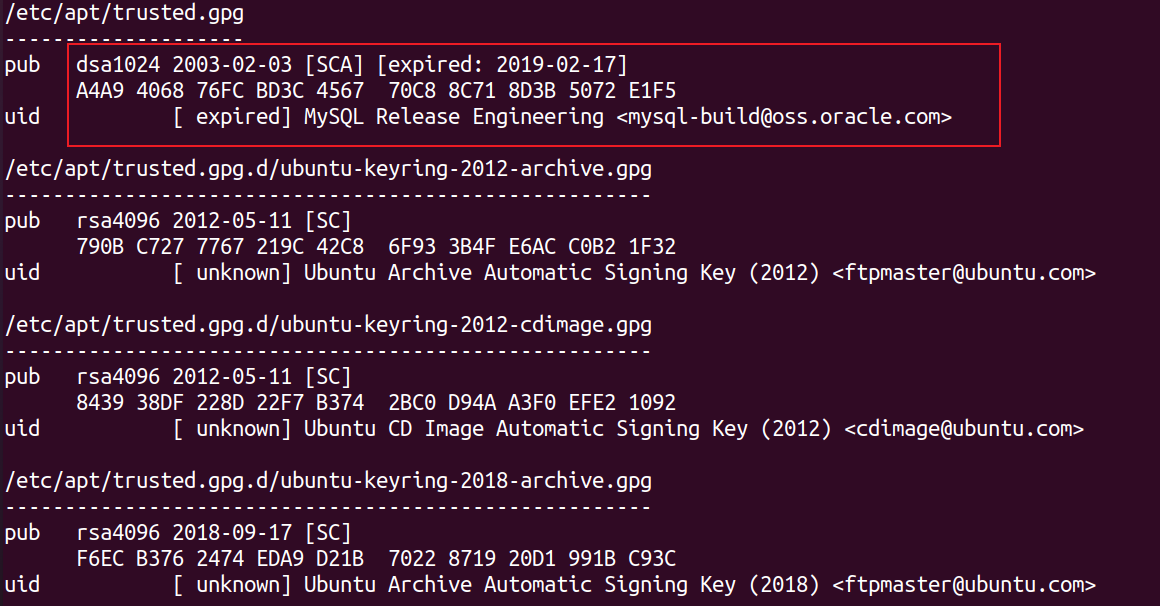 /etc/apt/trusted.gpg
--------------------
pub   dsa1024 2003-02-03 [SCA] [expired: 2019-02-17]
      A4A9 4068 76FC BD3C 4567  70C8 8C71 8D3B 5072 E1F5
uid           [ expired] MySQL Release Engineering <mysql-build@oss.oracle.com>
/etc/apt/trusted.gpg.d/ubuntu-keyring-2012-archive.gpg
------------------------------------------------------
pub   rsa4096 2012-05-11 [SC]
      790B C727 7767 219C 42C8  6F93 3B4F E6AC C0B2 1F32
uid           [ unknown] Ubuntu Archive Automatic Signing Key (2012) <ftpmaster@ubuntu.com>
/etc/apt/trusted.gpg.d/ubuntu-keyring-2012-cdimage.gpg
------------------------------------------------------
pub   rsa4096 2012-05-11 [SC]
      8439 38DF 228D 22F7 B374  2BC0 D94A A3F0 EFE2 1092
uid           [ unknown] Ubuntu CD Image Automatic Signing Key (2012) <cdimage@ubuntu.com>
/etc/apt/trusted.gpg.d/ubuntu-keyring-2018-archive.gpg
------------------------------------------------------
pub   rsa4096 2018-09-17 [SC]
      F6EC B376 2474 EDA9 D21B  7022 8719 20D1 991B C93C
uid           [ unknown] Ubuntu Archive Automatic Signing Key (2018) <ftpmaster@ubuntu.com>